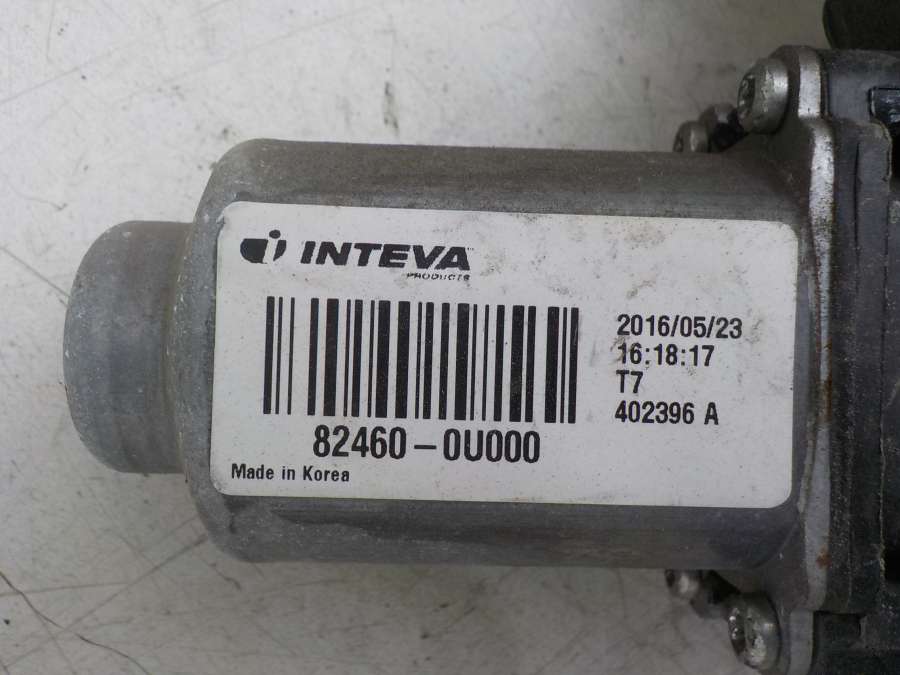 INTEVA
PRODUCTS
2016/05/23
16:18:17
T7
402396 A
82460-0U000
Made in Korea